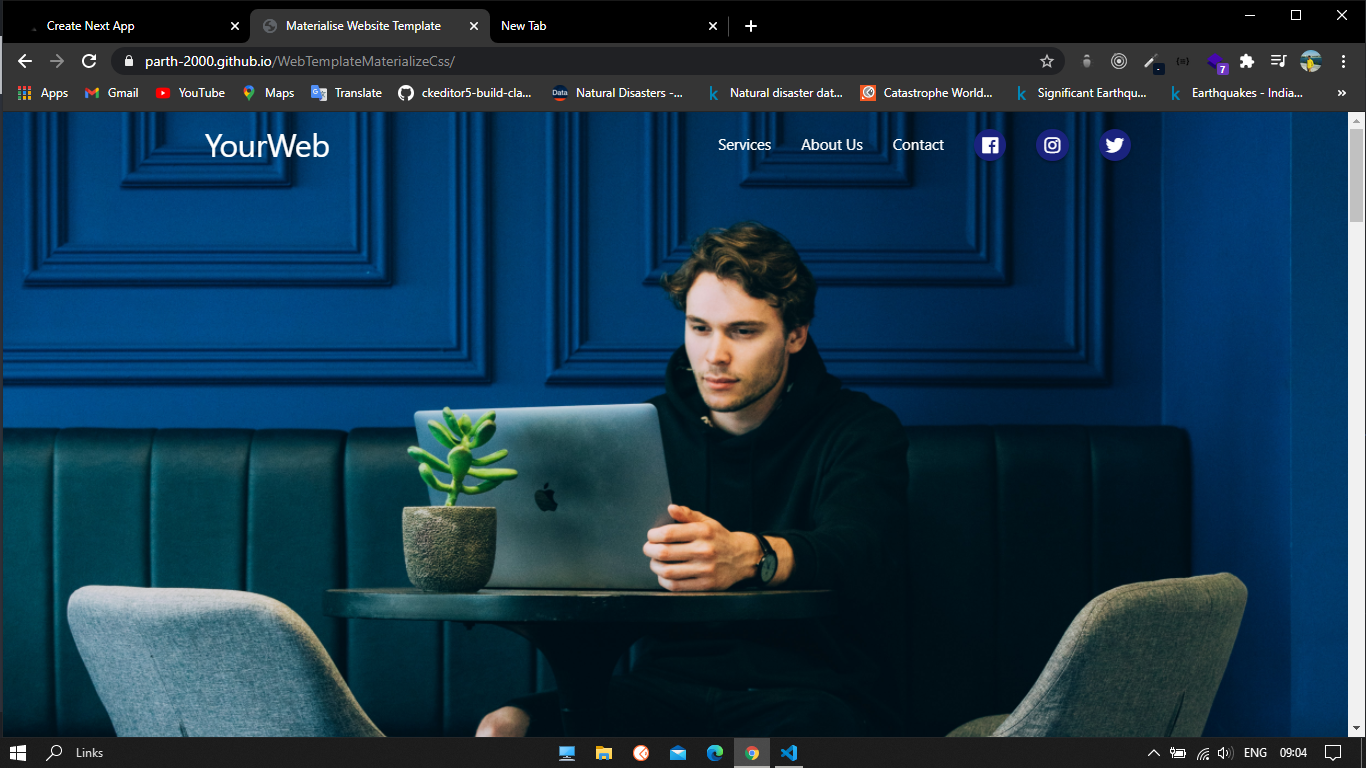 Create Next App
Materialise Website Template
New Tab
parth-2000.github.io/WebTemplateMaterializeCss/
7
Apps
Gmail
YouTube
Maps
Translate
ckeditor5-build-cla...
Data
Natural Disasters -...
k
Natural disaster dat...
Catastrophe World...
k
Significant Earthqu...
k
Earthquakes - India...
»
YourWeb
Services
About Us
Contact
Links
ENG
09:04